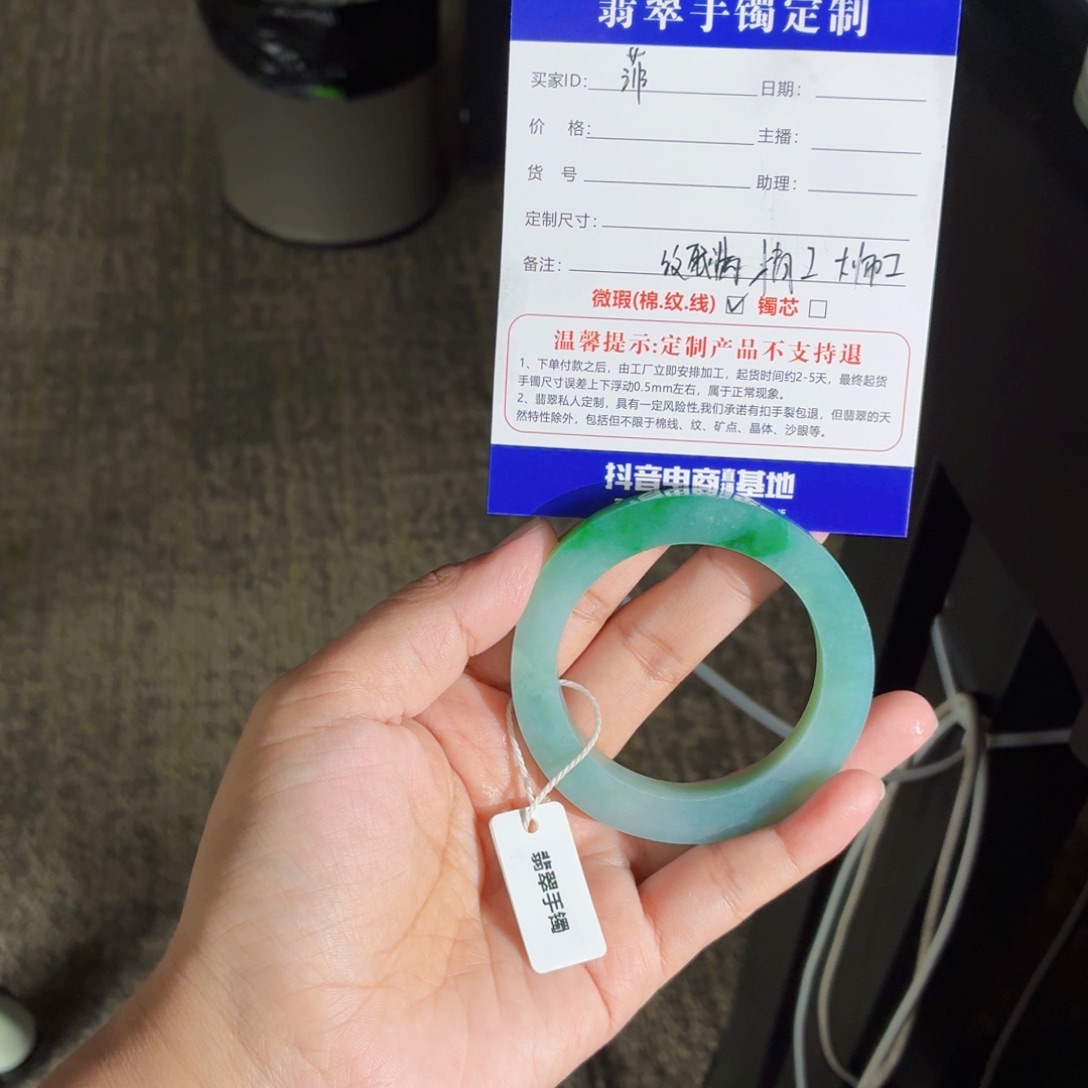 翡翠手镯定制
买家ID: 菲 日期:
价 格: 主播:
货 号 助理:
定制尺寸:
备注: 精工 大师工
微瑕(棉.纹.线) ☑ 镯芯 □
温馨提示:定制产品不支持退
1、下单付款之后，由工厂立即安排加工，起货时间约2-5天，最终起货
手镯尺寸误差上下浮动0.5mm左右，属于正常现象。
2、翡翠私人定制，具有一定风险性,我们承诺有扣手裂包退，但翡翠的天
然特性除外，包括但不限于棉线、纹、矿点、晶体、沙眼等。
抖音电商直播基地
翡翠手镯